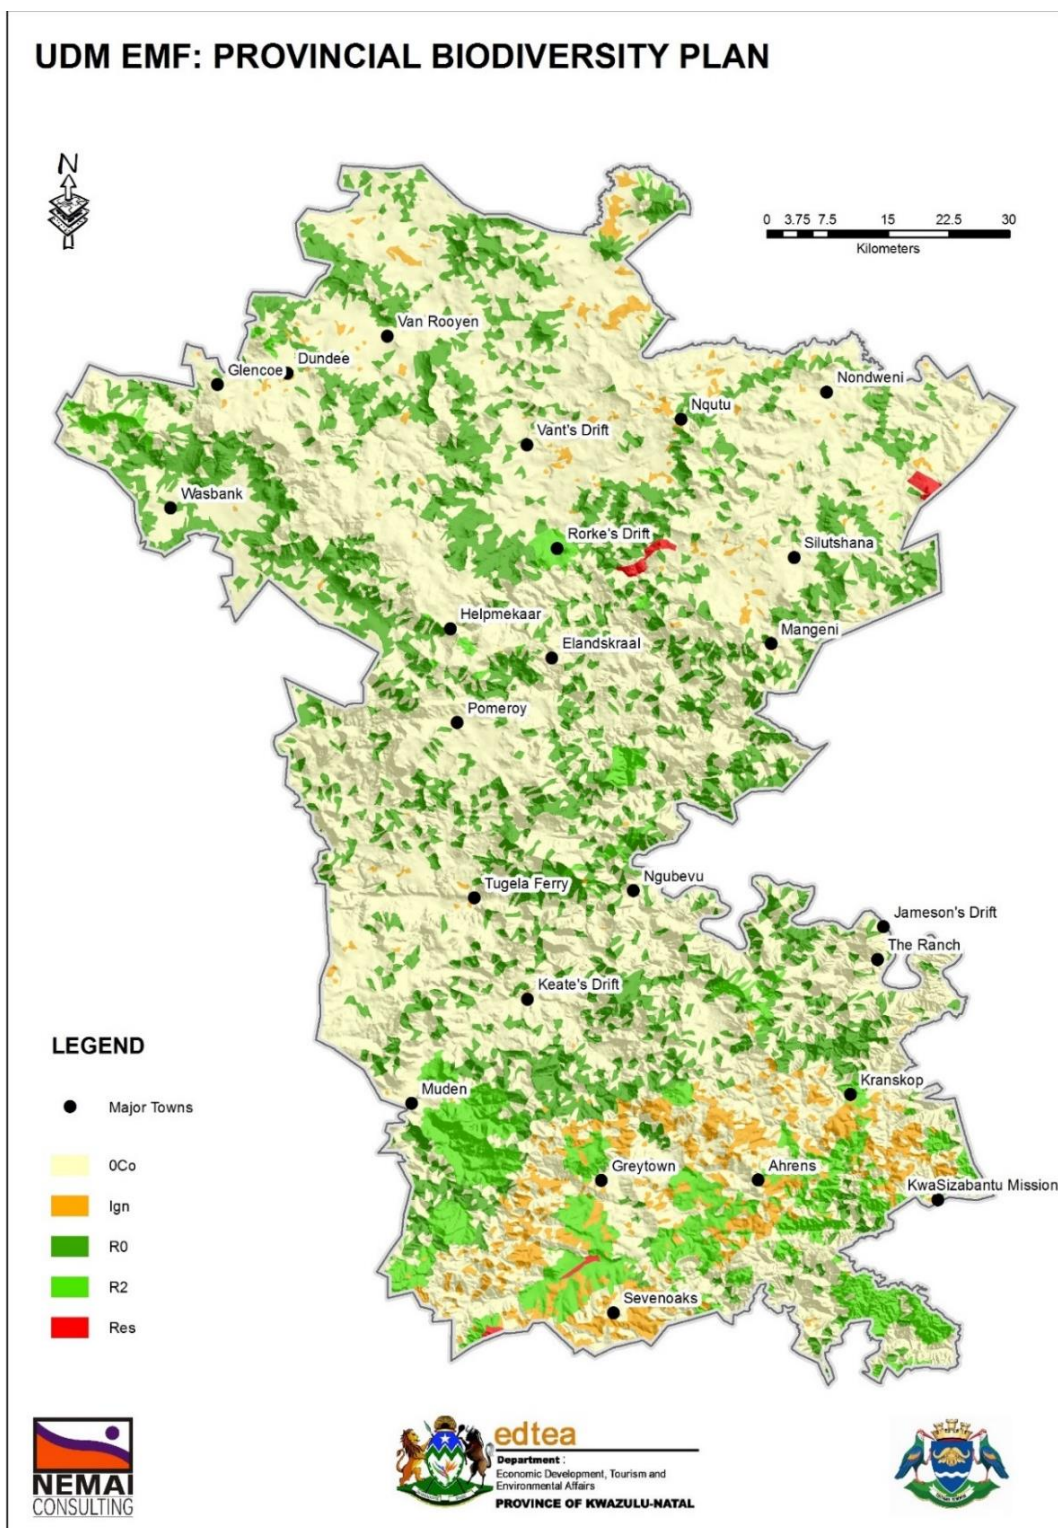 UDM EMF: PROVINCIAL BIODIVERSITY PLAN
N
0 3.75 7.5 15 22.5 30
Kilometers
Van Rooyen
Dundee
Glencoe
Nondweni
Nqutu
Vant's Drift
Wasbank
Rorke's Drift
Silutshana
Helpmekaar
Mangeni
Elandskraal
Pomeroy
Tugela Ferry
Ngubevu
Jameson's Drift
The Ranch
Keate's Drift
LEGEND
Kranskop
Muden
Major Towns
0Co
Greytown
Ahrens
KwaSizabantu Mission
Ign
R0
R2
Sevenoaks
Res
NEMAI
CONSULTING
edtea
Department :
Economic Development, Tourism and
Environmental Affairs
PROVINCE OF KWAZULU-NATAL